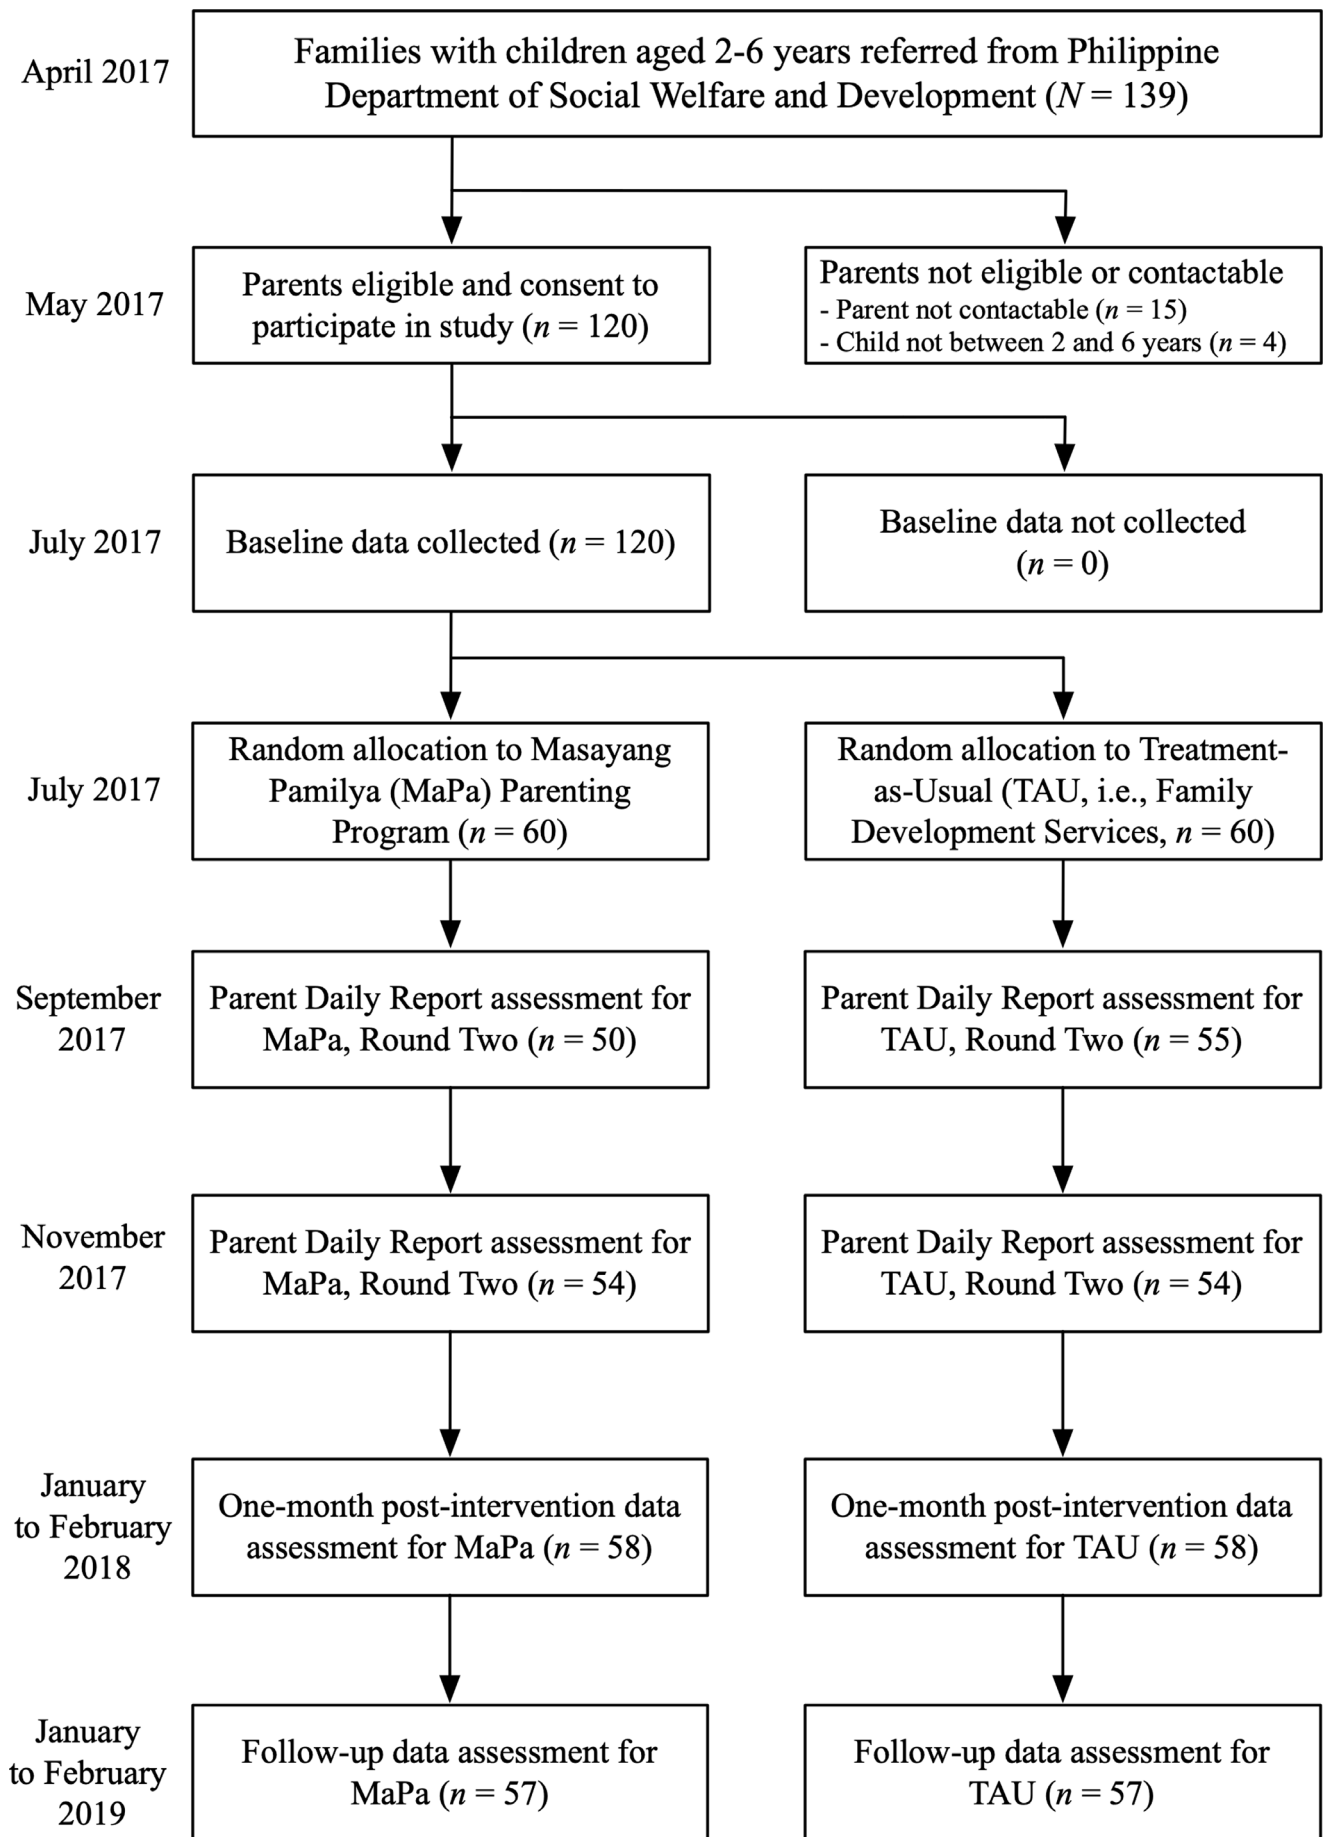 April 2017
Families with children aged 2-6 years referred from Philippine
Department of Social Welfare and Development (N = 139)
May 2017
Parents eligible and consent to
participate in study (n = 120)
Parents not eligible or contactable
- Parent not contactable (n = 15)
- Child not between 2 and 6 years (n = 4)
July 2017
Baseline data collected (n = 120)
Baseline data not collected
(n = 0)
July 2017
Random allocation to Masayang
Pamilya (MaPa) Parenting
Program (n = 60)
Random allocation to Treatment-
as-Usual (TAU, i.e., Family
Development Services, n = 60)
September
2017
Parent Daily Report assessment for
MaPa, Round Two (n = 50)
Parent Daily Report assessment for
TAU, Round Two (n = 55)
November
2017
Parent Daily Report assessment for
MaPa, Round Two (n = 54)
Parent Daily Report assessment for
TAU, Round Two (n = 54)
January
to February
2018
One-month post-intervention data
assessment for MaPa (n = 58)
One-month post-intervention data
assessment for TAU (n = 58)
January
to February
2019
Follow-up data assessment for
MaPa (n = 57)
Follow-up data assessment for
TAU (n = 57)